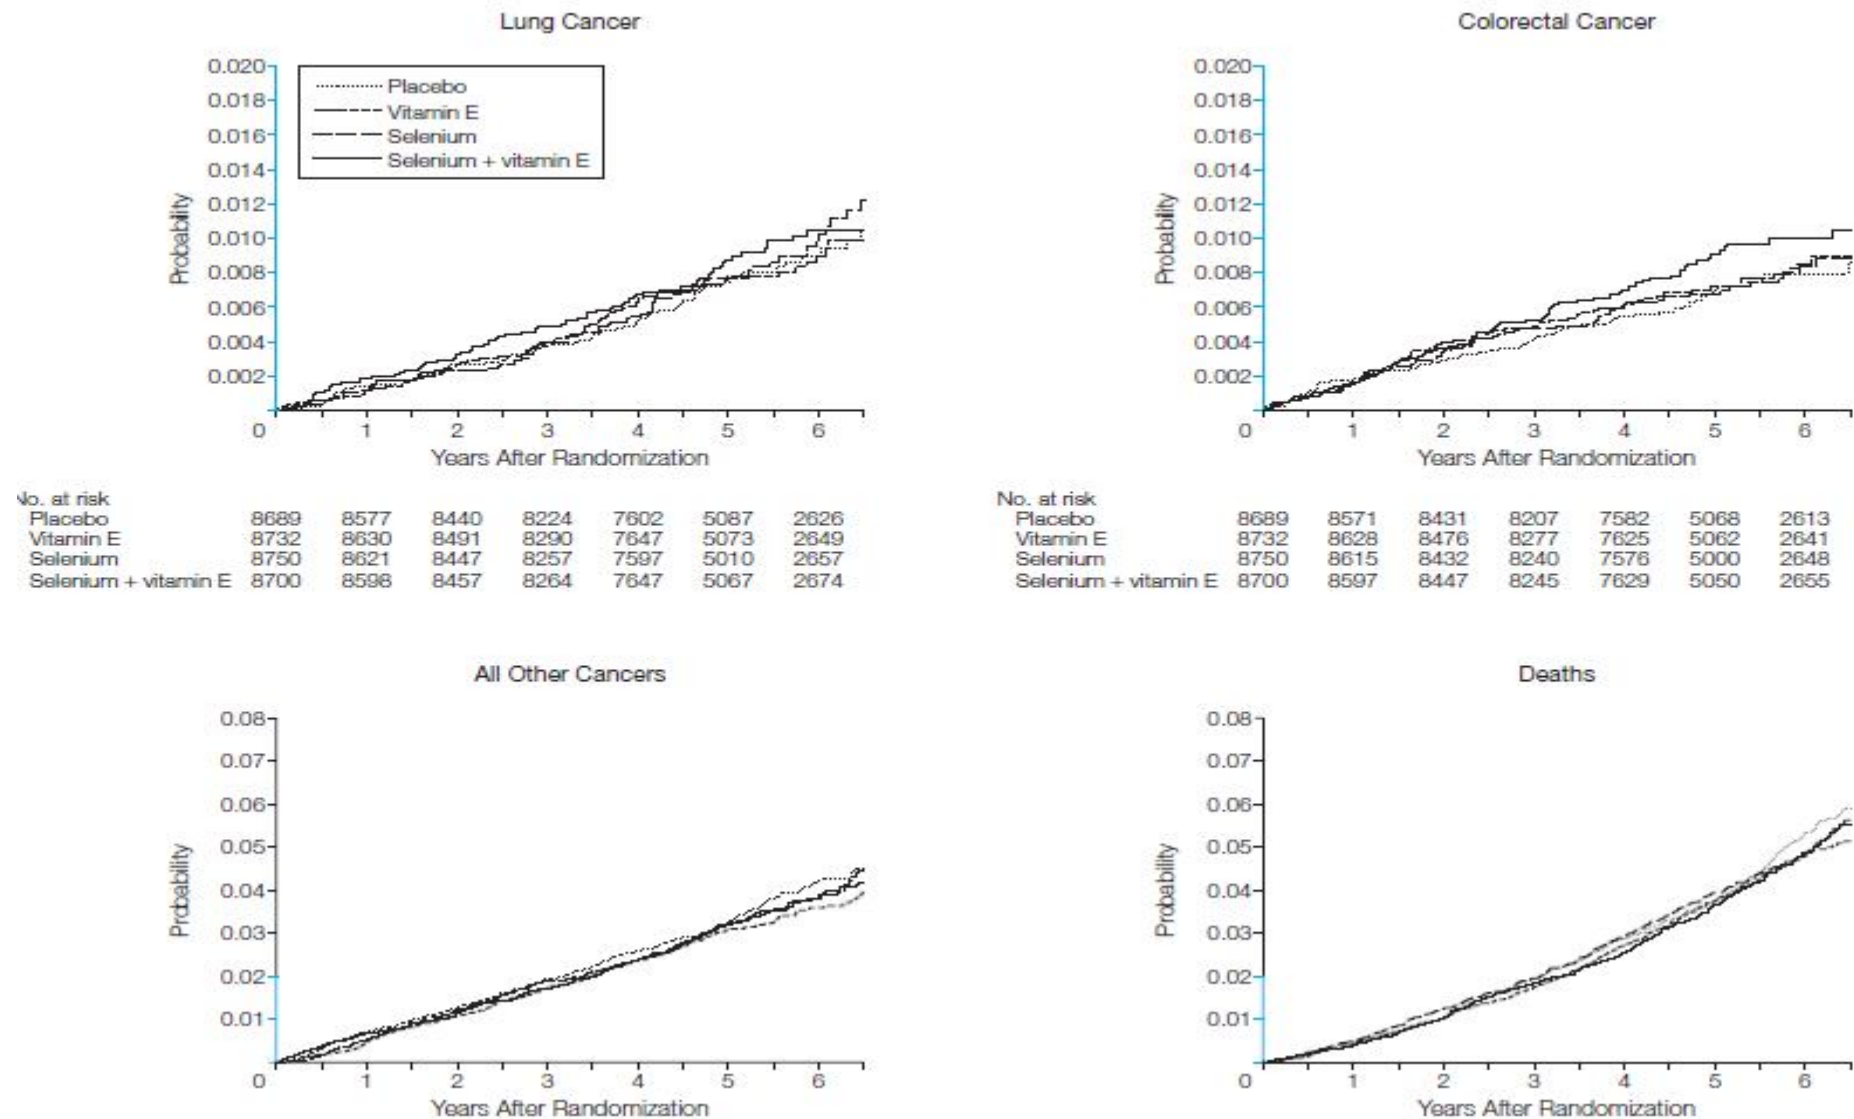 Lung Cancer
0.020
0.018
0.016
0.014
0.012
0.010
0.008
0.006
0.004
0.002
Probability
Placebo
Vitamin E
Selenium
Selenium + vitamin E
0 1 2 3 4 5 6
Years After Randomization
No. at risk
Placebo 8689 8577 8440 8224 7602 5087 2626
Vitamin E 8732 8630 8491 8290 7647 5073 2649
Selenium 8750 8621 8447 8257 7597 5010 2657
Selenium + vitamin E 8700 8598 8457 8264 7647 5067 2674
Colorectal Cancer
0.020
0.018
0.016
0.014
0.012
0.010
0.008
0.006
0.004
0.002
Probability
0 1 2 3 4 5 6
Years After Randomization
No. at risk
Placebo 8689 8571 8431 8207 7582 5068 2613
Vitamin E 8732 8628 8476 8277 7625 5062 2641
Selenium 8750 8615 8432 8240 7576 5000 2648
Selenium + vitamin E 8700 8597 8447 8245 7629 5050 2655
All Other Cancers
0.08
0.07
0.06
0.05
0.04
0.03
0.02
0.01
Probability
0 1 2 3 4 5 6
Years After Randomization
Deaths
0.08
0.07
0.06
0.05
0.04
0.03
0.02
0.01
Probability
0 1 2 3 4 5 6
Years After Randomization